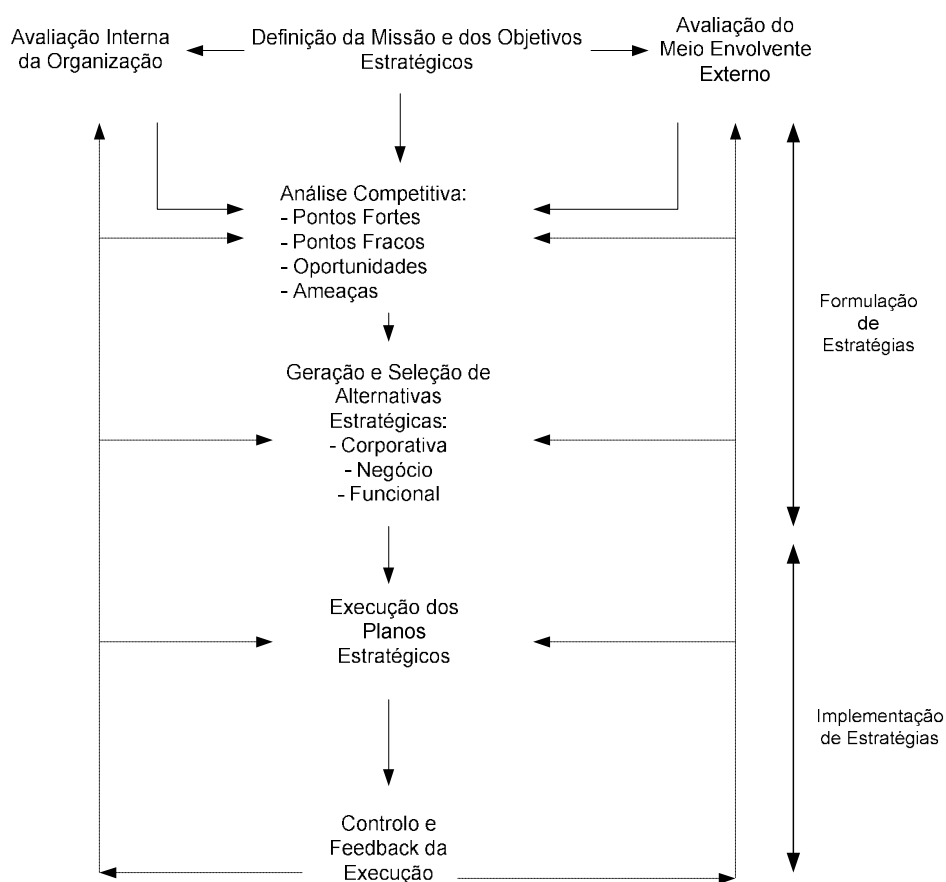 Avaliação Interna
da Organização
Definição da Missão e dos Objetivos
Estratégicos
Avaliação do
Meio Envolvente
Externo
Análise Competitiva:
- Pontos Fortes
- Pontos Fracos
- Oportunidades
- Ameaças
Formulação
de
Estratégias
Geração e Seleção de
Alternativas
Estratégicas:
- Corporativa
- Negócio
- Funcional
Execução dos
Planos
Estratégicos
Implementação
de Estratégias
Controlo e
Feedback da
Execução